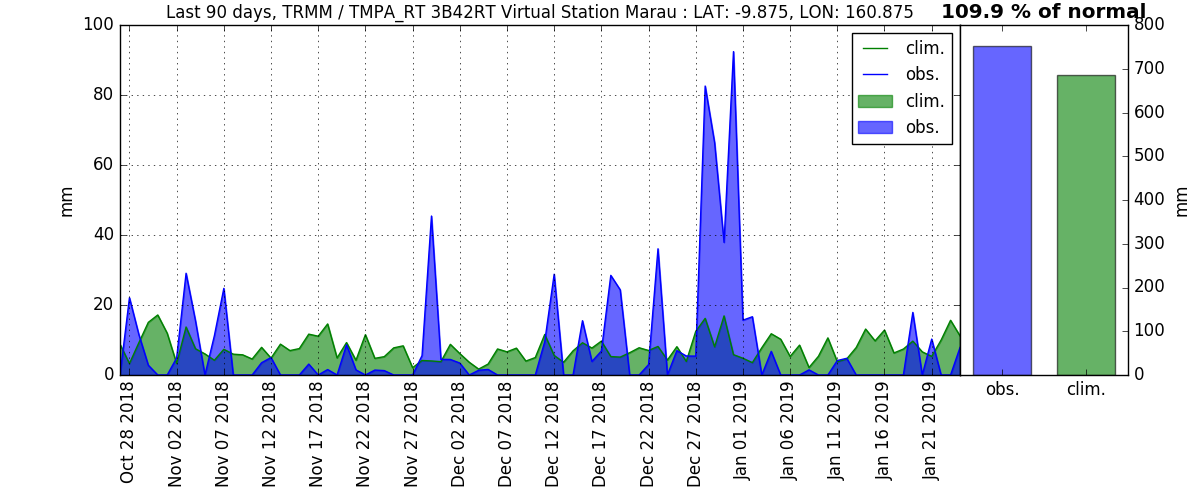 Last 90 days, TRMM / TMPA_RT 3B42RT Virtual Station Marau : LAT: -9.875, LON: 160.875
109.9 % of normal
100
80
60
40
20
0
mm
clim.
obs.
clim.
obs.
800
700
600
500
400
300
200
100
0
mm
obs.
clim.
Oct 28 2018
Nov 02 2018
Nov 07 2018
Nov 12 2018
Nov 17 2018
Nov 22 2018
Nov 27 2018
Dec 02 2018
Dec 07 2018
Dec 12 2018
Dec 17 2018
Dec 22 2018
Dec 27 2018
Jan 01 2019
Jan 06 2019
Jan 11 2019
Jan 16 2019
Jan 21 2019